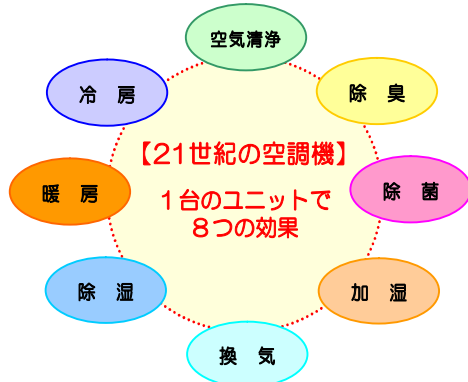 空気清浄
冷 房
除 臭
【21世紀の空調機】
暖 房
1台のユニットで
除 菌
8つの効果
除 湿
加 湿
換 気